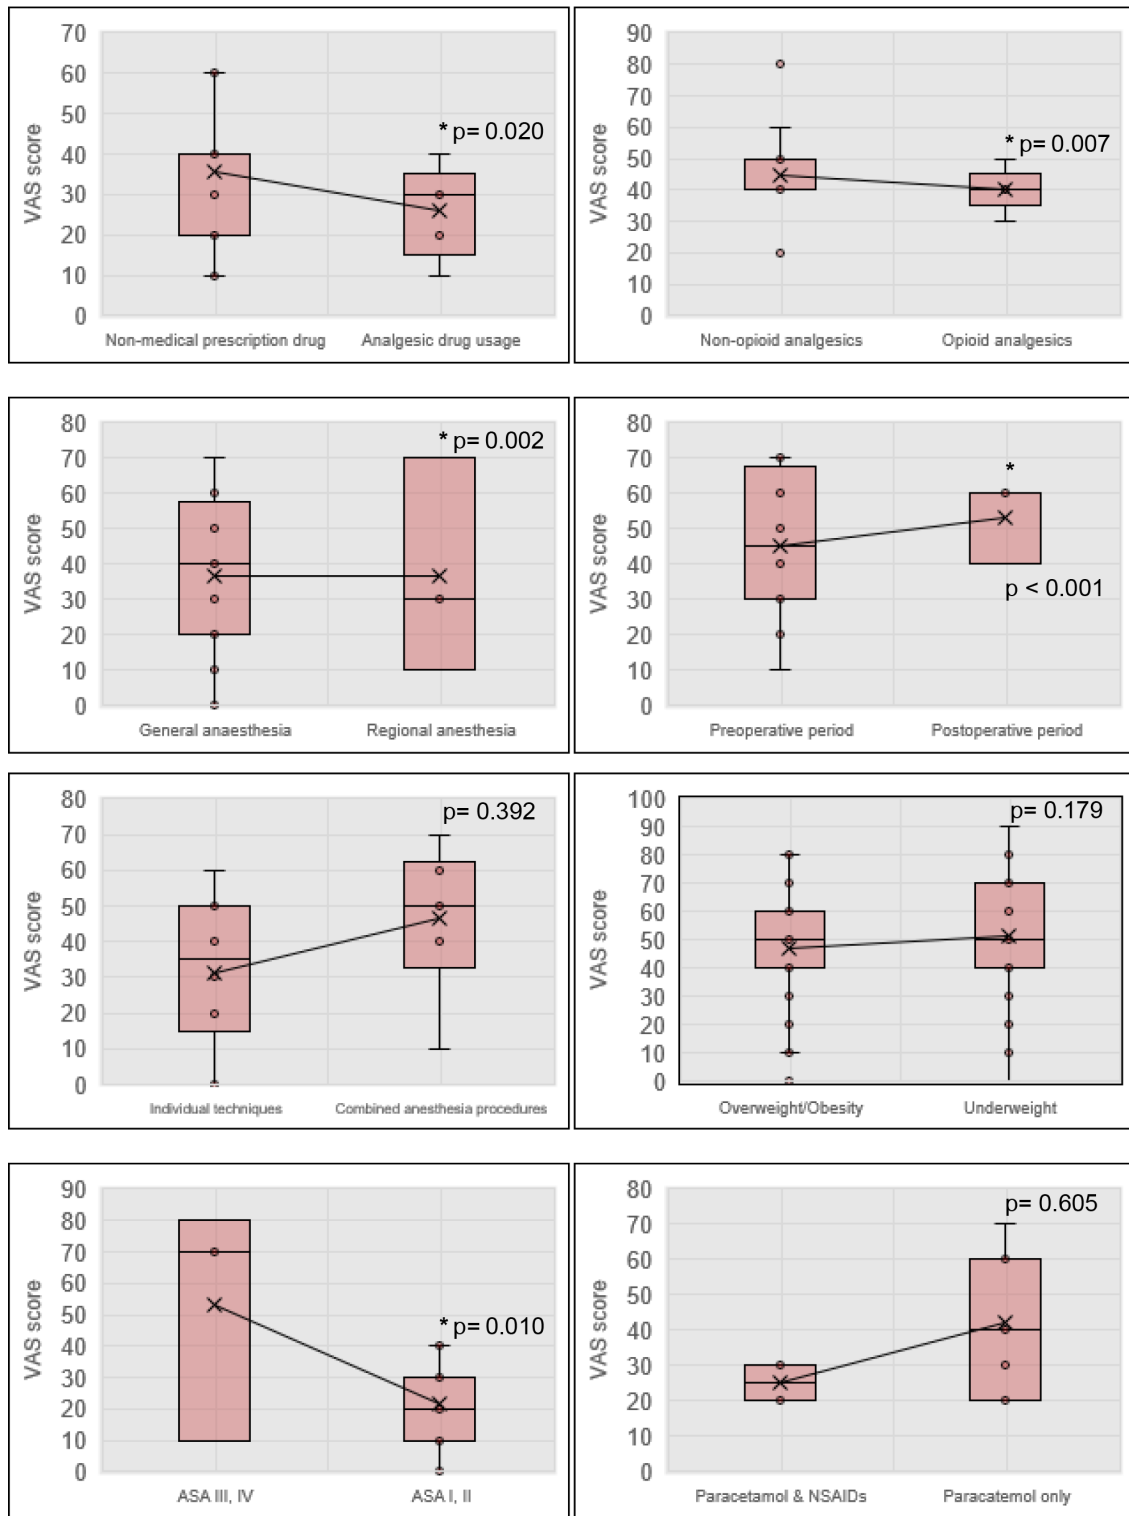 70
60
50
40
30
20
10
0
VAS score
* p= 0.020
Non-medical prescription drug
Analgesic drug usage
90
80
70
60
50
40
30
20
10
0
VAS score
* p= 0.007
Non-opioid analgesics
Opioid analgesics
80
70
60
50
40
30
20
10
0
VAS score
* p= 0.002
General anaesthesia
Regional anesthesia
80
70
60
50
40
30
20
10
0
VAS score
*
p < 0.001
Preoperative period
Postoperative period
80
70
60
50
40
30
20
10
0
VAS score
p= 0.392
Individual techniques
Combined anesthesia procedures
100
90
80
70
60
50
40
30
20
10
0
VAS score
p= 0.179
Overweight/Obesity
Underweight
90
80
70
60
50
40
30
20
10
0
VAS score
* p= 0.010
ASA III, IV
ASA I, II
80
70
60
50
40
30
20
10
0
VAS score
p= 0.605
Paracetamol & NSAIDs
Paracatemol only